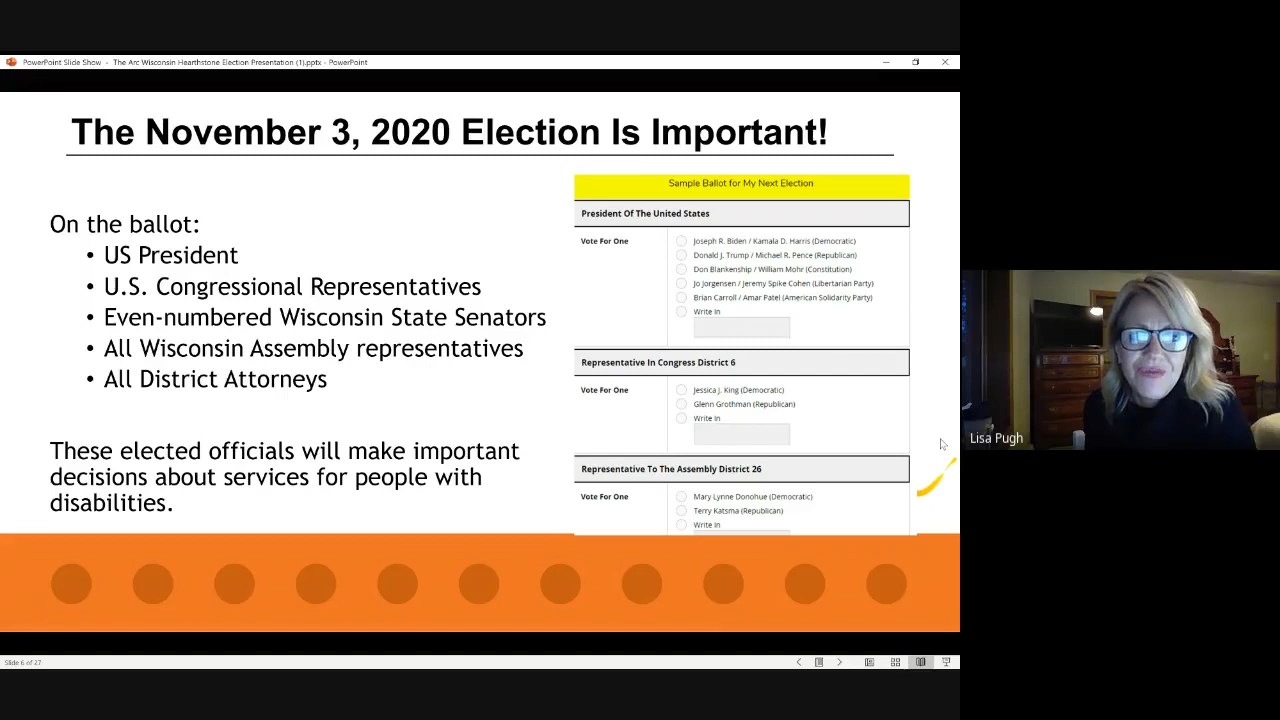 PowerPoint Slide Show - The Arc Wisconsin Hearthstone Election Presentation (1).pptx - PowerPoint
The November 3, 2020 Election Is Important!
On the ballot:
• US President
• U.S. Congressional Representatives
• Even-numbered Wisconsin State Senators
• All Wisconsin Assembly representatives
• All District Attorneys
These elected officials will make important
decisions about services for people with
disabilities.
Sample Ballot for My Next Election
President Of The United States
Vote For One
Joseph R. Biden / Kamala D. Harris (Democratic)
Donald J. Trump / Michael R. Pence (Republican)
Don Blankenship / William Mohr (Constitution)
Jo Jorgensen / Jeremy Spike Cohen (Libertarian Party)
Brian Carroll / Amar Patel (American Solidarity Party)
Write In
Representative In Congress District 6
Vote For One
Jessica J. King (Democratic)
Glenn Grothman (Republican)
Write In
Representative To The Assembly District 26
Vote For One
Mary Lynne Donohue (Democratic)
Terry Katsma (Republican)
Write In
Lisa Pugh
Slide 6 of 27